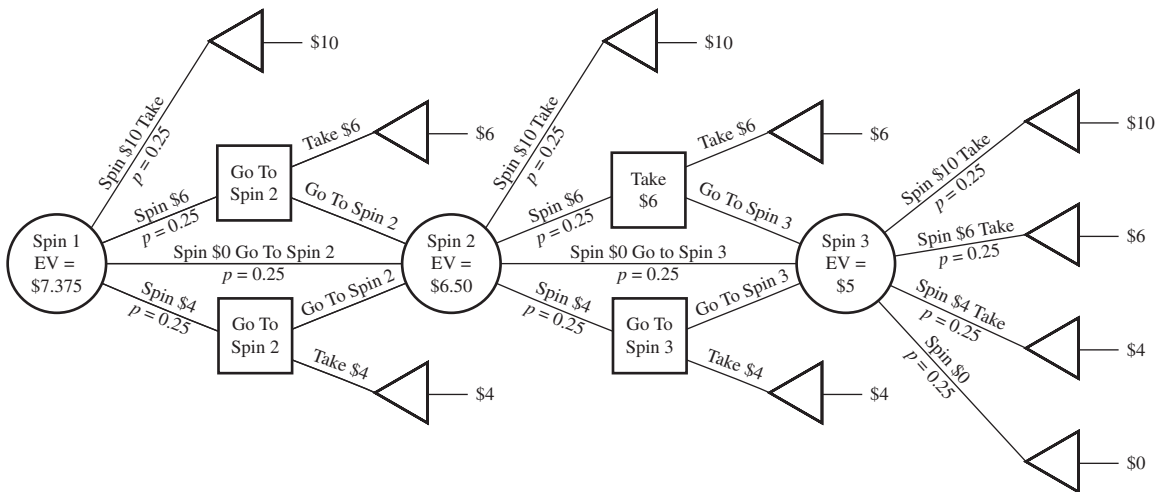 $10
Spin $10 Take
p = 0.25
Take $6
$6
Go To
Spin 2
Go To Spin 2
Spin $6
p = 0.25
Spin 1
EV =
$7.375
Spin $0 Go To Spin 2
p = 0.25
Spin $4
p = 0.25
Go To
Spin 2
Go To Spin 2
Take $4
$4
$10
Spin $10 Take
p = 0.25
Take $6
$6
Take
$6
Go To Spin 3
Spin $6
p = 0.25
Spin 2
EV =
$6.50
Spin $0 Go to Spin 3
p = 0.25
Spin $4
p = 0.25
Go To
Spin 3
Go To Spin 3
Take $4
$4
Spin 3
EV =
$5
Spin $10 Take
p = 0.25
$10
Spin $6 Take
p = 0.25
$6
Spin $4 Take
p = 0.25
$4
Spin $0
p = 0.25
$0